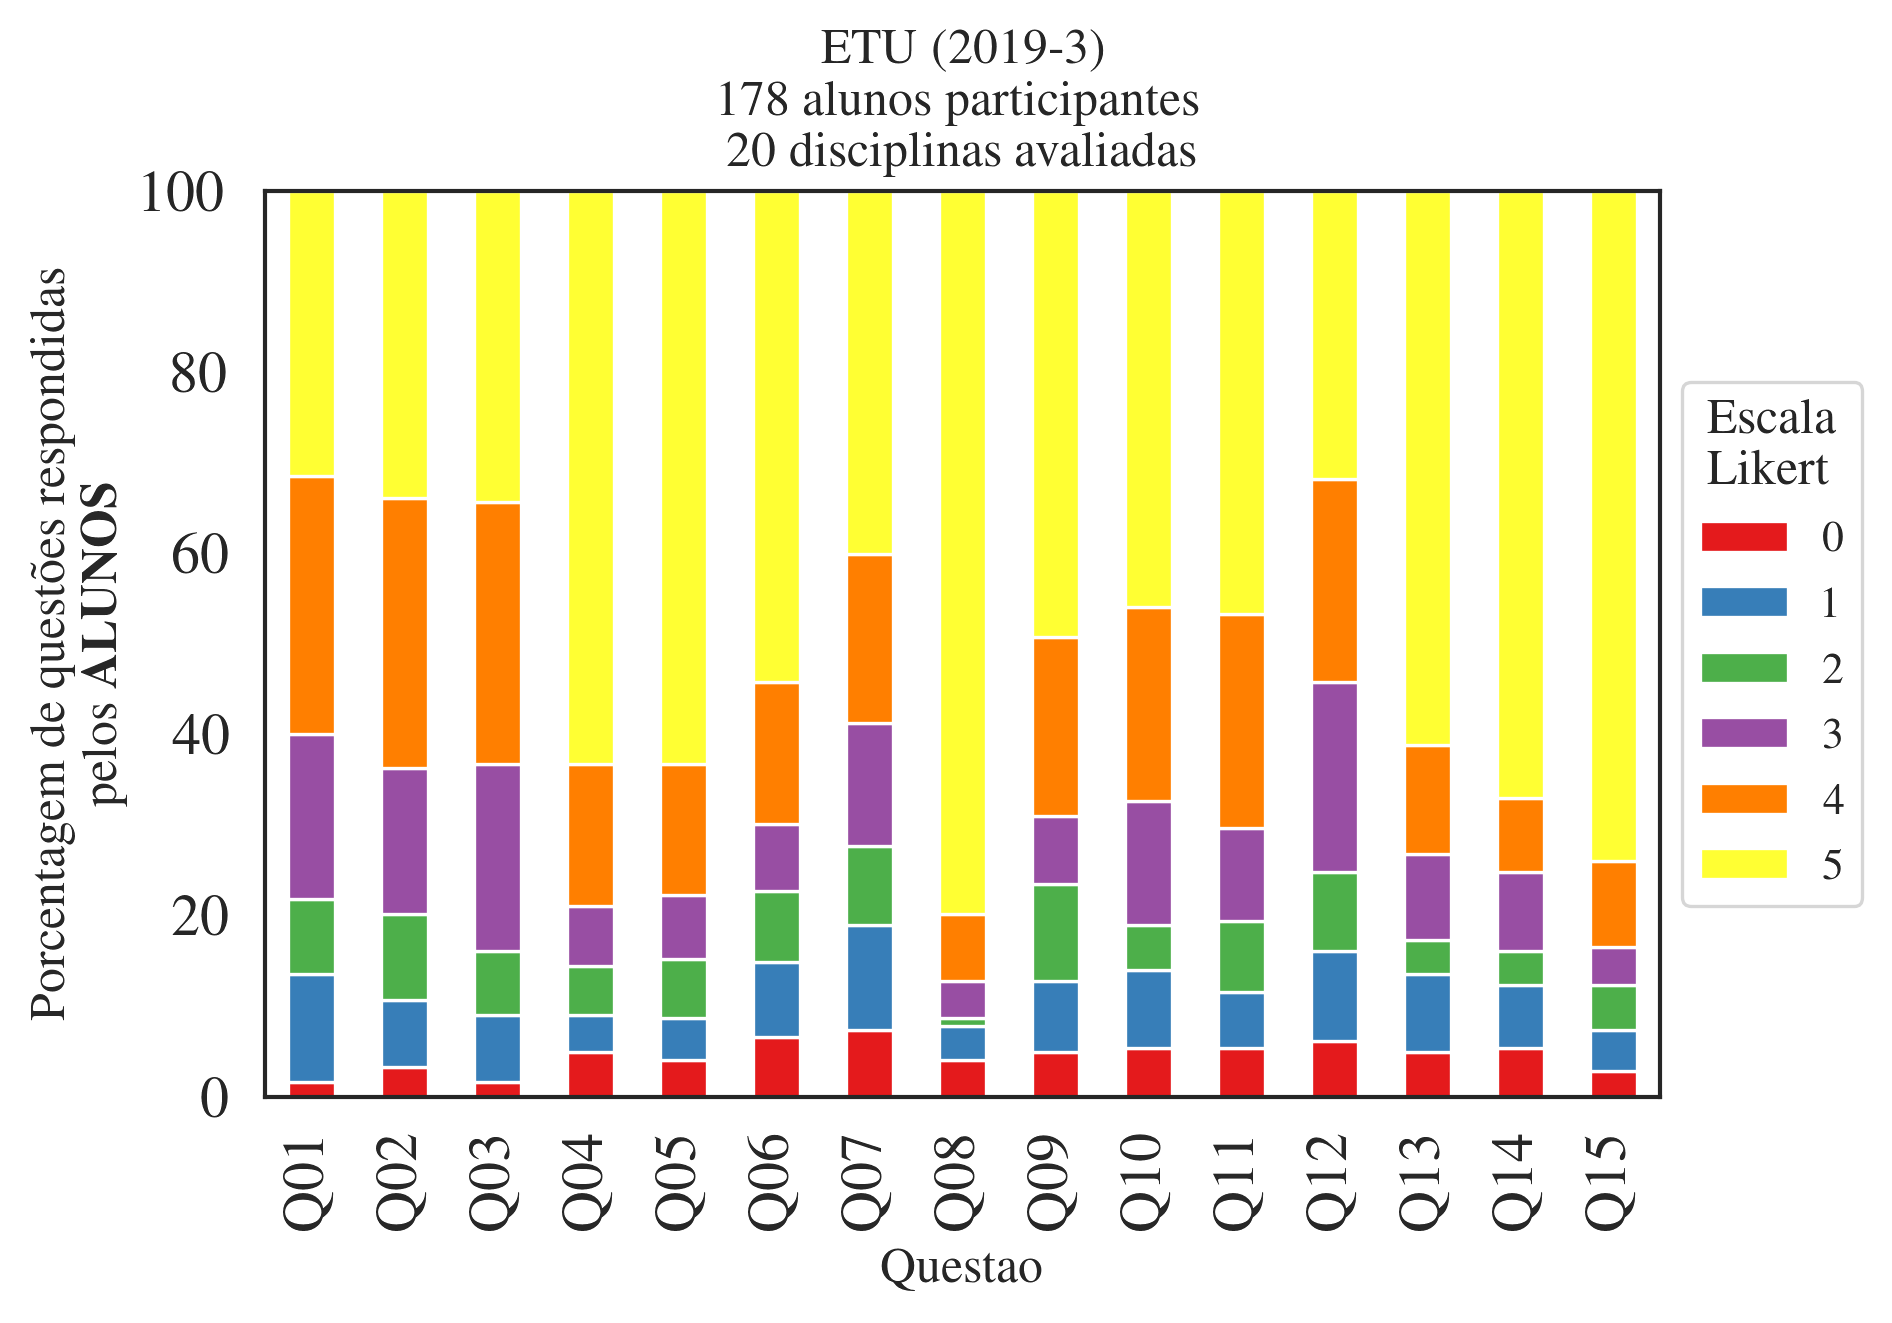 ETU (2019-3)
178 alunos participantes
20 disciplinas avaliadas
Porcentagem de questões respondidas
pelos ALUNOS
100
80
60
40
20
0
Q01
Q02
Q03
Q04
Q05
Q06
Q07
Q08
Q09
Q10
Q11
Q12
Q13
Q14
Q15
Questao
Escala
Likert
0
1
2
3
4
5